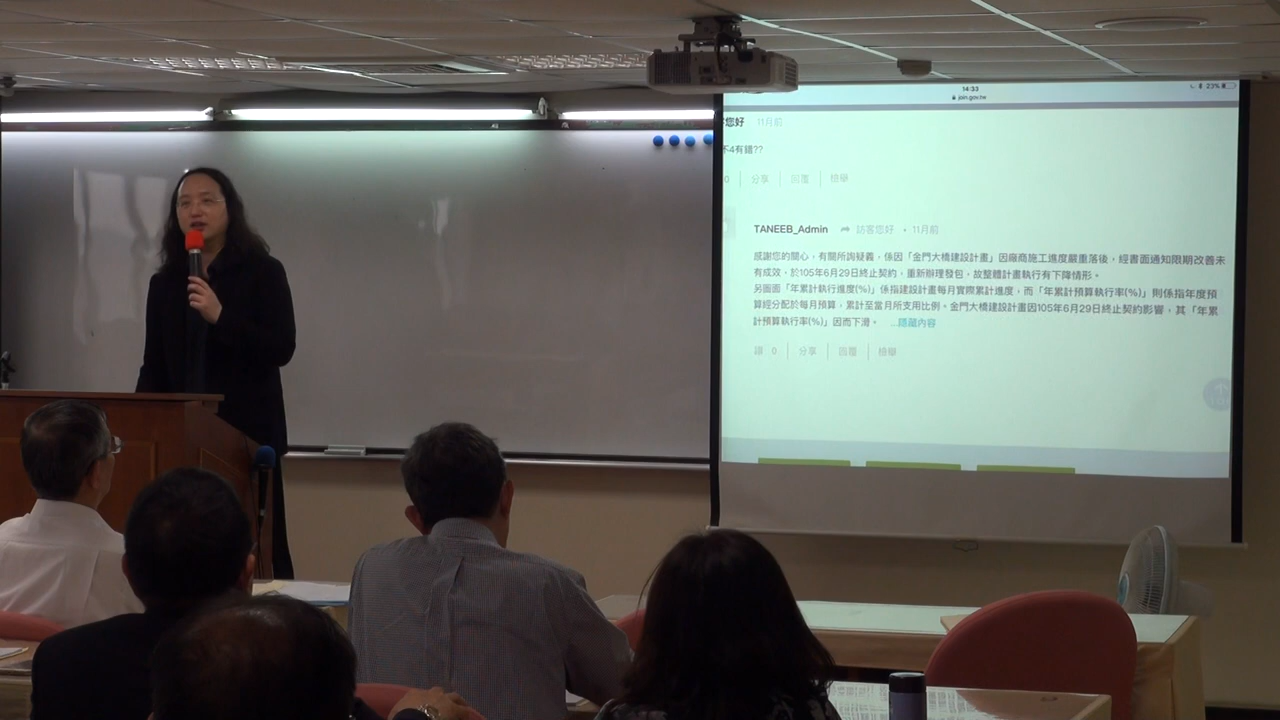 14:33
23%
join.gov.tw
您好 11月前
不4有錯??
0 分享 回覆 檢舉
TANEEB_Admin 訪客您好 • 11月前
感謝您的關心，有關所詢疑義，係因「金門大橋建設計畫」因廠商施工進度嚴重落後，經書面通知限期改善未
有成效，於105年6月29日終止契約，重新辦理發包，故整體計畫執行有下降情形。
另圖面「年累計執行進度(%)」係指建設計畫每月實際累計進度，而「年累計預算執行率(%)」則係指年度預
算經分配於每月預算，累計至當月所支用比例。金門大橋建設計畫因105年6月29日終止契約影響，其「年累
計預算執行率(%)」因而下滑。 ...隱藏內容
讚 0 分享 回覆 檢舉